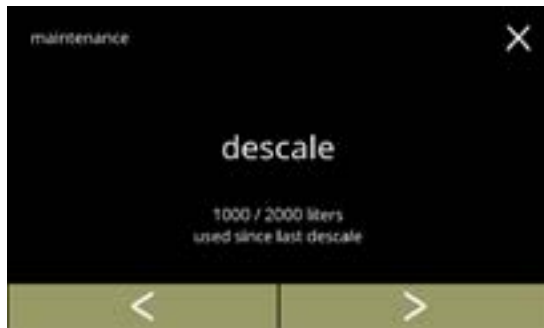 maintenance
descale
1000 / 2000 liters
used since last descale